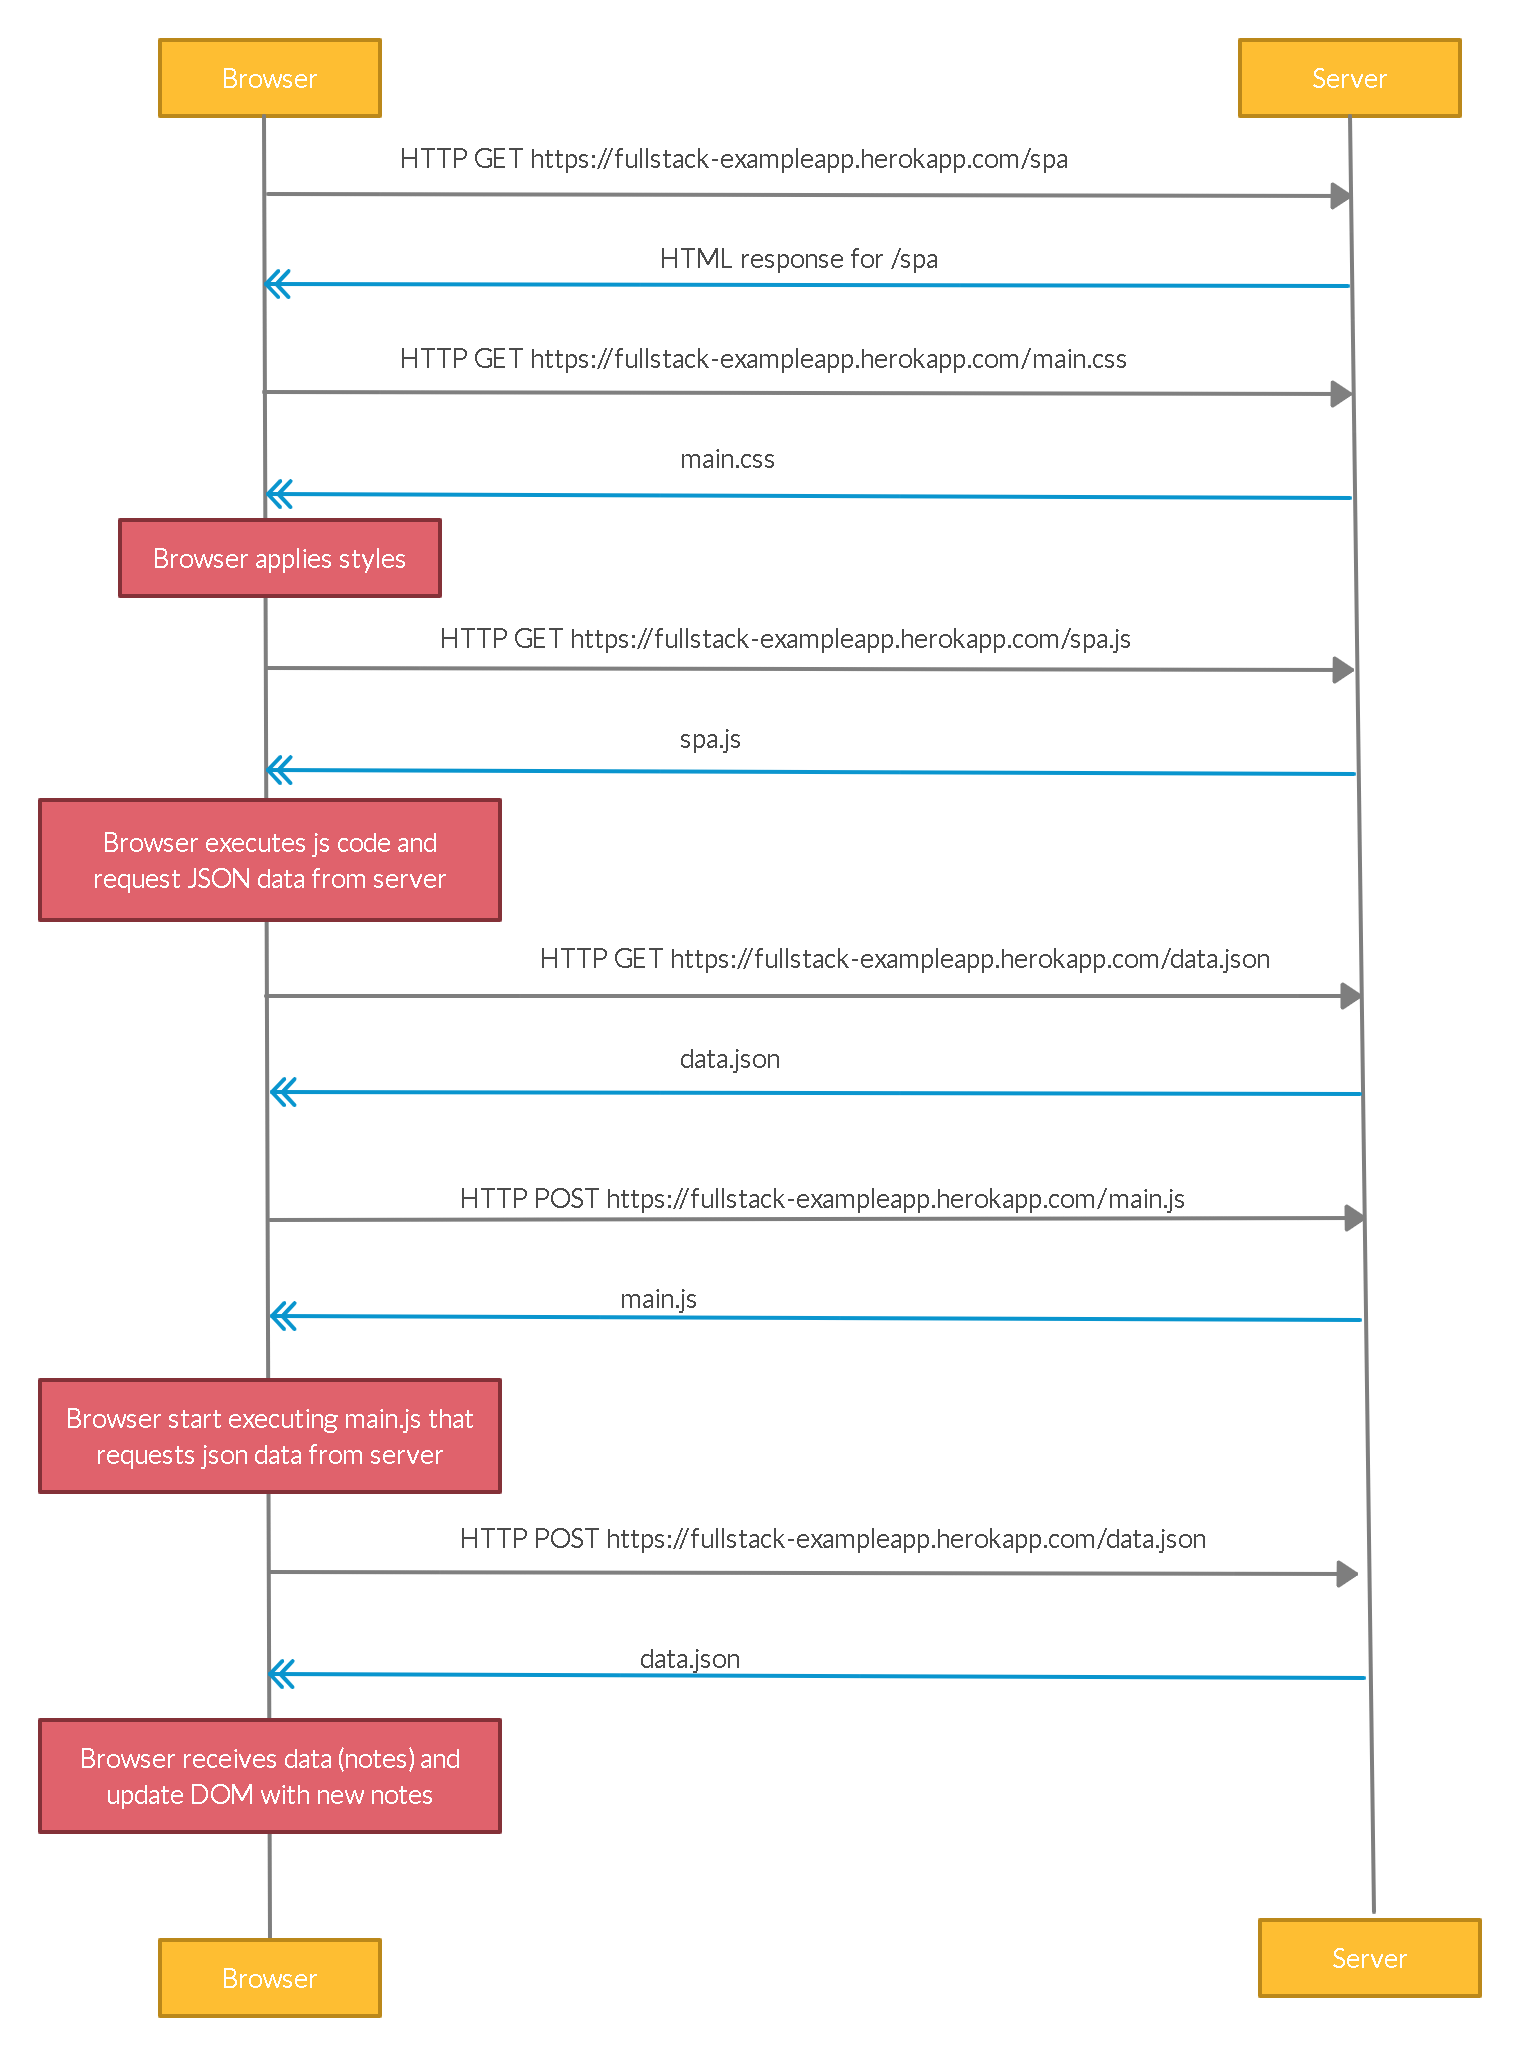 Browser
Server
HTTP GET https://fullstack-exampleapp.herokapp.com/spa
HTML response for /spa
HTTP GET https://fullstack-exampleapp.herokapp.com/main.css
main.css
Browser applies styles
HTTP GET https://fullstack-exampleapp.herokapp.com/spa.js
spa.js
Browser executes js code and
request JSON data from server
HTTP GET https://fullstack-exampleapp.herokapp.com/data.json
data.json
HTTP POST https://fullstack-exampleapp.herokapp.com/main.js
main.js
Browser start executing main.js that
requests json data from server
HTTP POST https://fullstack-exampleapp.herokapp.com/data.json
data.json
Browser receives data (notes) and
update DOM with new notes
Browser
Server